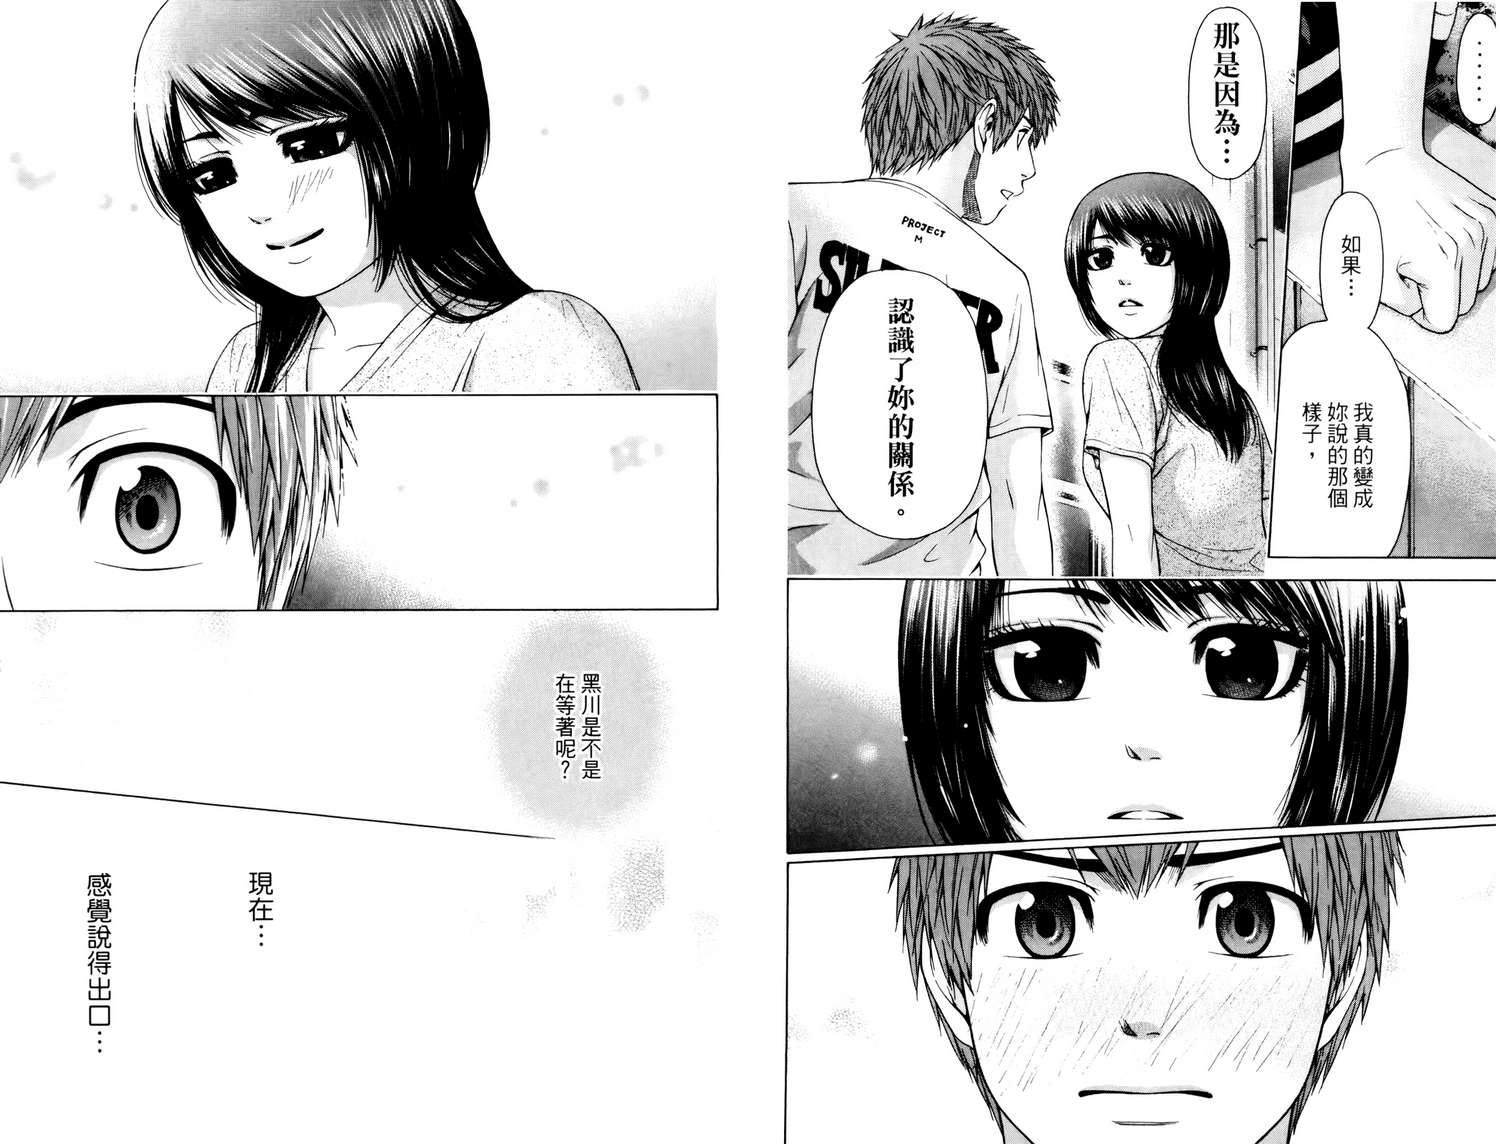 ……
如果…
我真的變成
妳說的那個
樣子，
那是因為…
認識了妳的關係。
PROJECT
M
黑川是不是
在等著呢？
現在…
感覺說得出口…